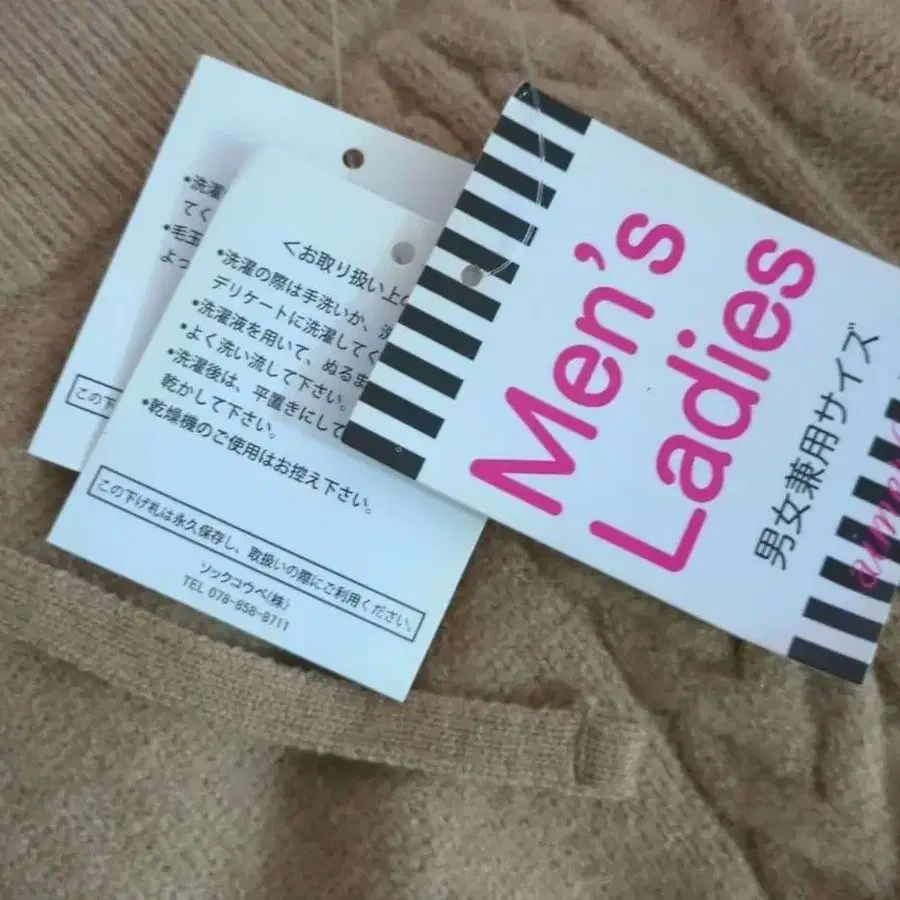 ・洗濯
てく
・毛玉
よっ
この下
<お取り扱い上の
・洗濯の際は手洗いか、洗
デリケートに洗濯してく
・洗濯液を用いて、ぬるま
・よく洗い流して下さい。
・洗濯後は、平置きにして
乾かして下さい。
・乾燥機のご使用はお控え下さい。
この下げ札は永久保存し、取扱いの際にご利用ください。
ソックコウベ(株)
TEL 078-858-8711
Men's
Ladies
男女兼用サイズ